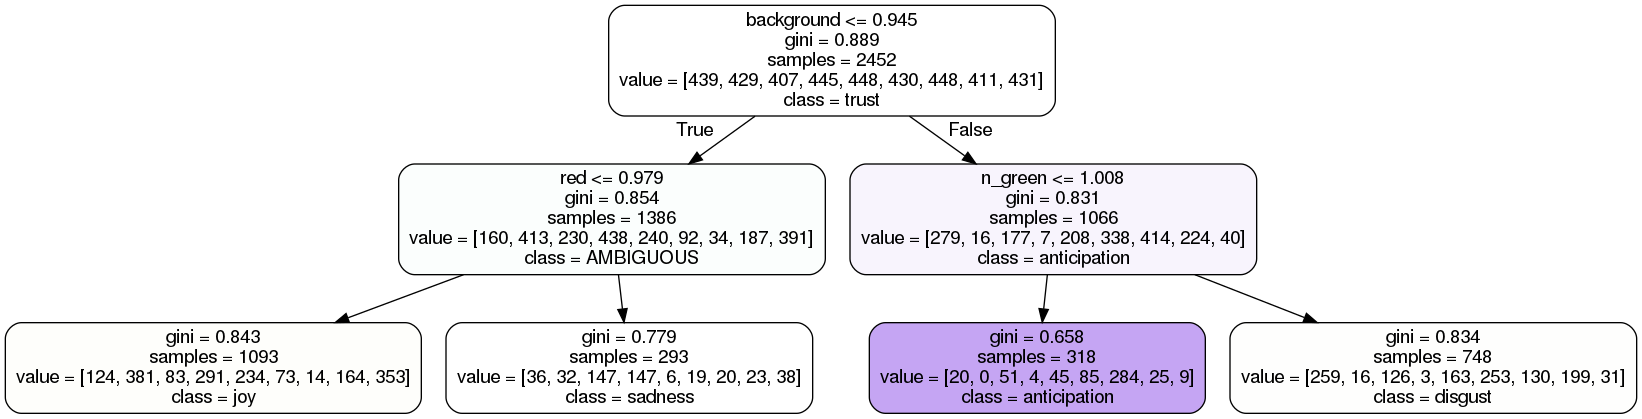 background <= 0.945
gini = 0.889
samples = 2452
value = [439, 429, 407, 445, 448, 430, 448, 411, 431]
class = trust
True
False
red <= 0.979
gini = 0.854
samples = 1386
value = [160, 413, 230, 438, 240, 92, 34, 187, 391]
class = AMBIGUOUS
n_green <= 1.008
gini = 0.831
samples = 1066
value = [279, 16, 177, 7, 208, 338, 414, 224, 40]
class = anticipation
gini = 0.843
samples = 1093
value = [124, 381, 83, 291, 234, 73, 14, 164, 353]
class = joy
gini = 0.779
samples = 293
value = [36, 32, 147, 147, 6, 19, 20, 23, 38]
class = sadness
gini = 0.658
samples = 318
value = [20, 0, 51, 4, 45, 85, 284, 25, 9]
class = anticipation
gini = 0.834
samples = 748
value = [259, 16, 126, 3, 163, 253, 130, 199, 31]
class = disgust